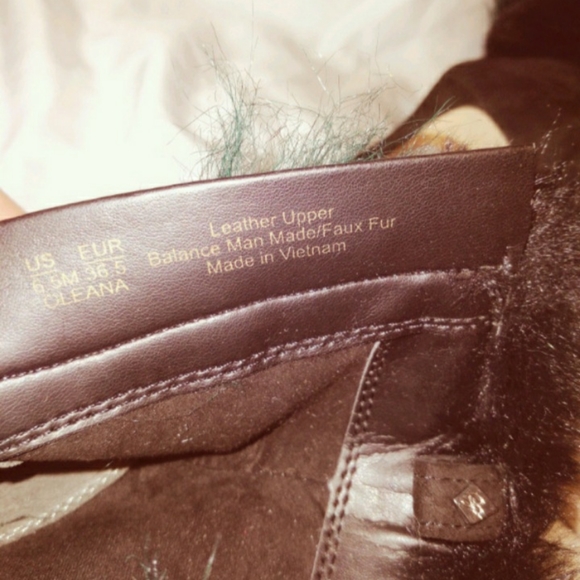 US EUR
6.5M 36.5
OLEANA
Leather Upper
Balance Man Made/Faux Fur
Made in Vietnam